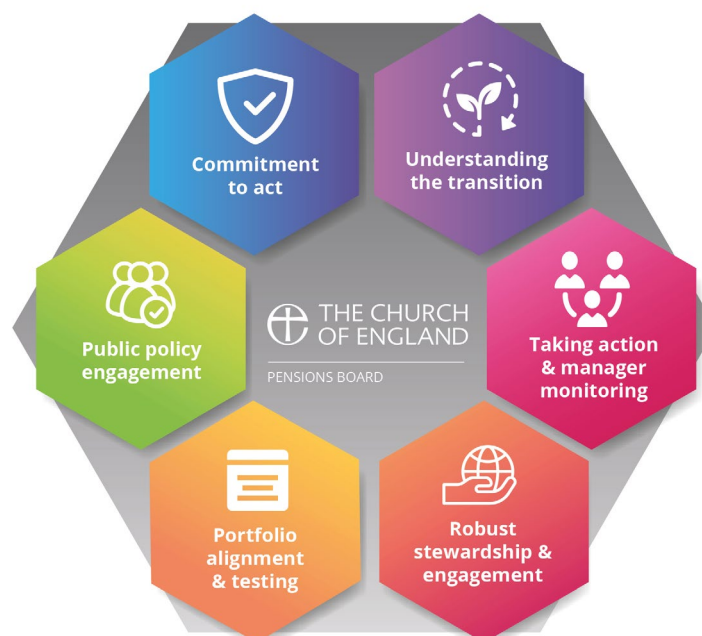 Commitment
to act
Understanding
the transition
Public policy
engagement
THE CHURCH
OF ENGLAND
PENSIONS BOARD
Taking action
& manager
monitoring
Portfolio
alignment
& testing
Robust
stewardship &
engagement